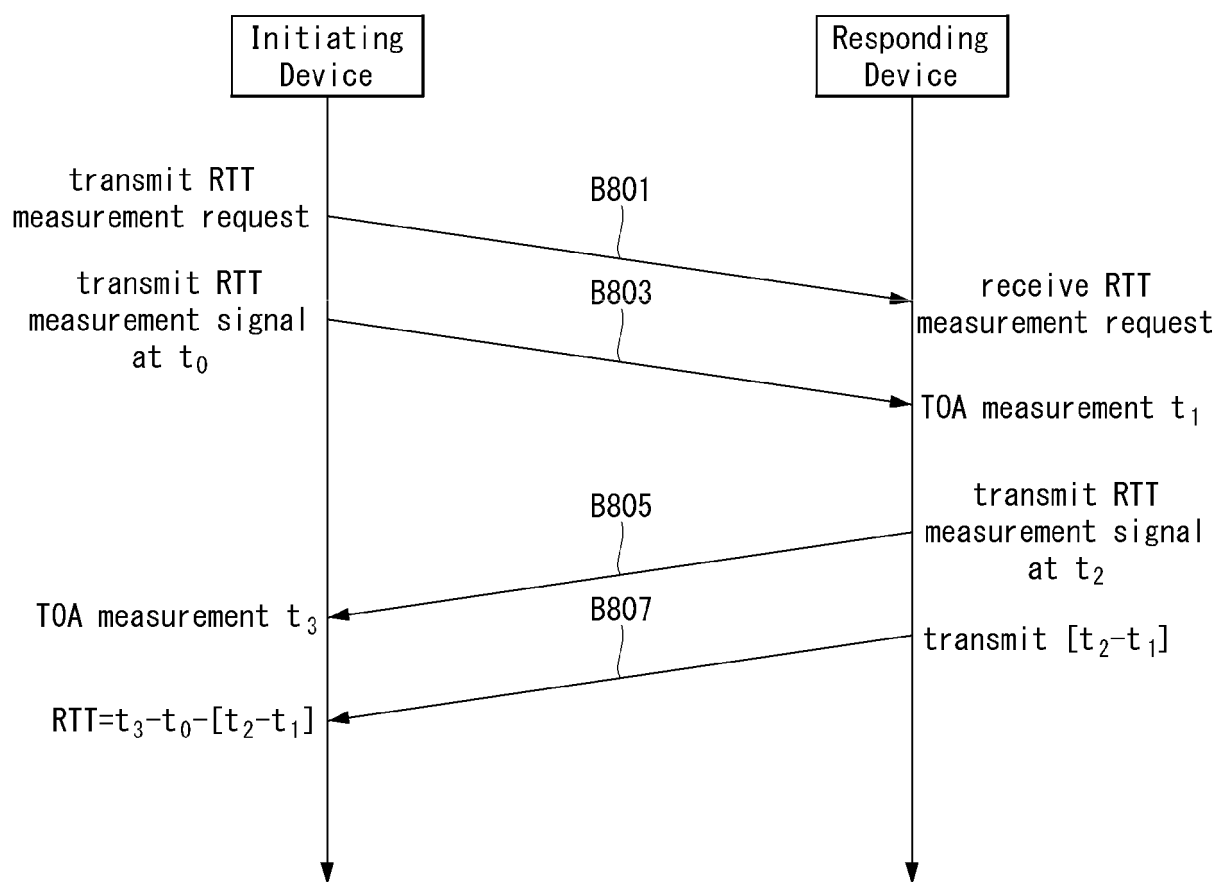 Initiating
Device
Responding
Device
transmit RTT
measurement request
B801
receive RTT
measurement request
transmit RTT
measurement signal
at t₀
B803
TOA measurement t₁
transmit RTT
measurement signal
at t₂
B805
TOA measurement t₃
B807
transmit [t₂-t₁]
RTT=t₃-t₀-[t₂-t₁]